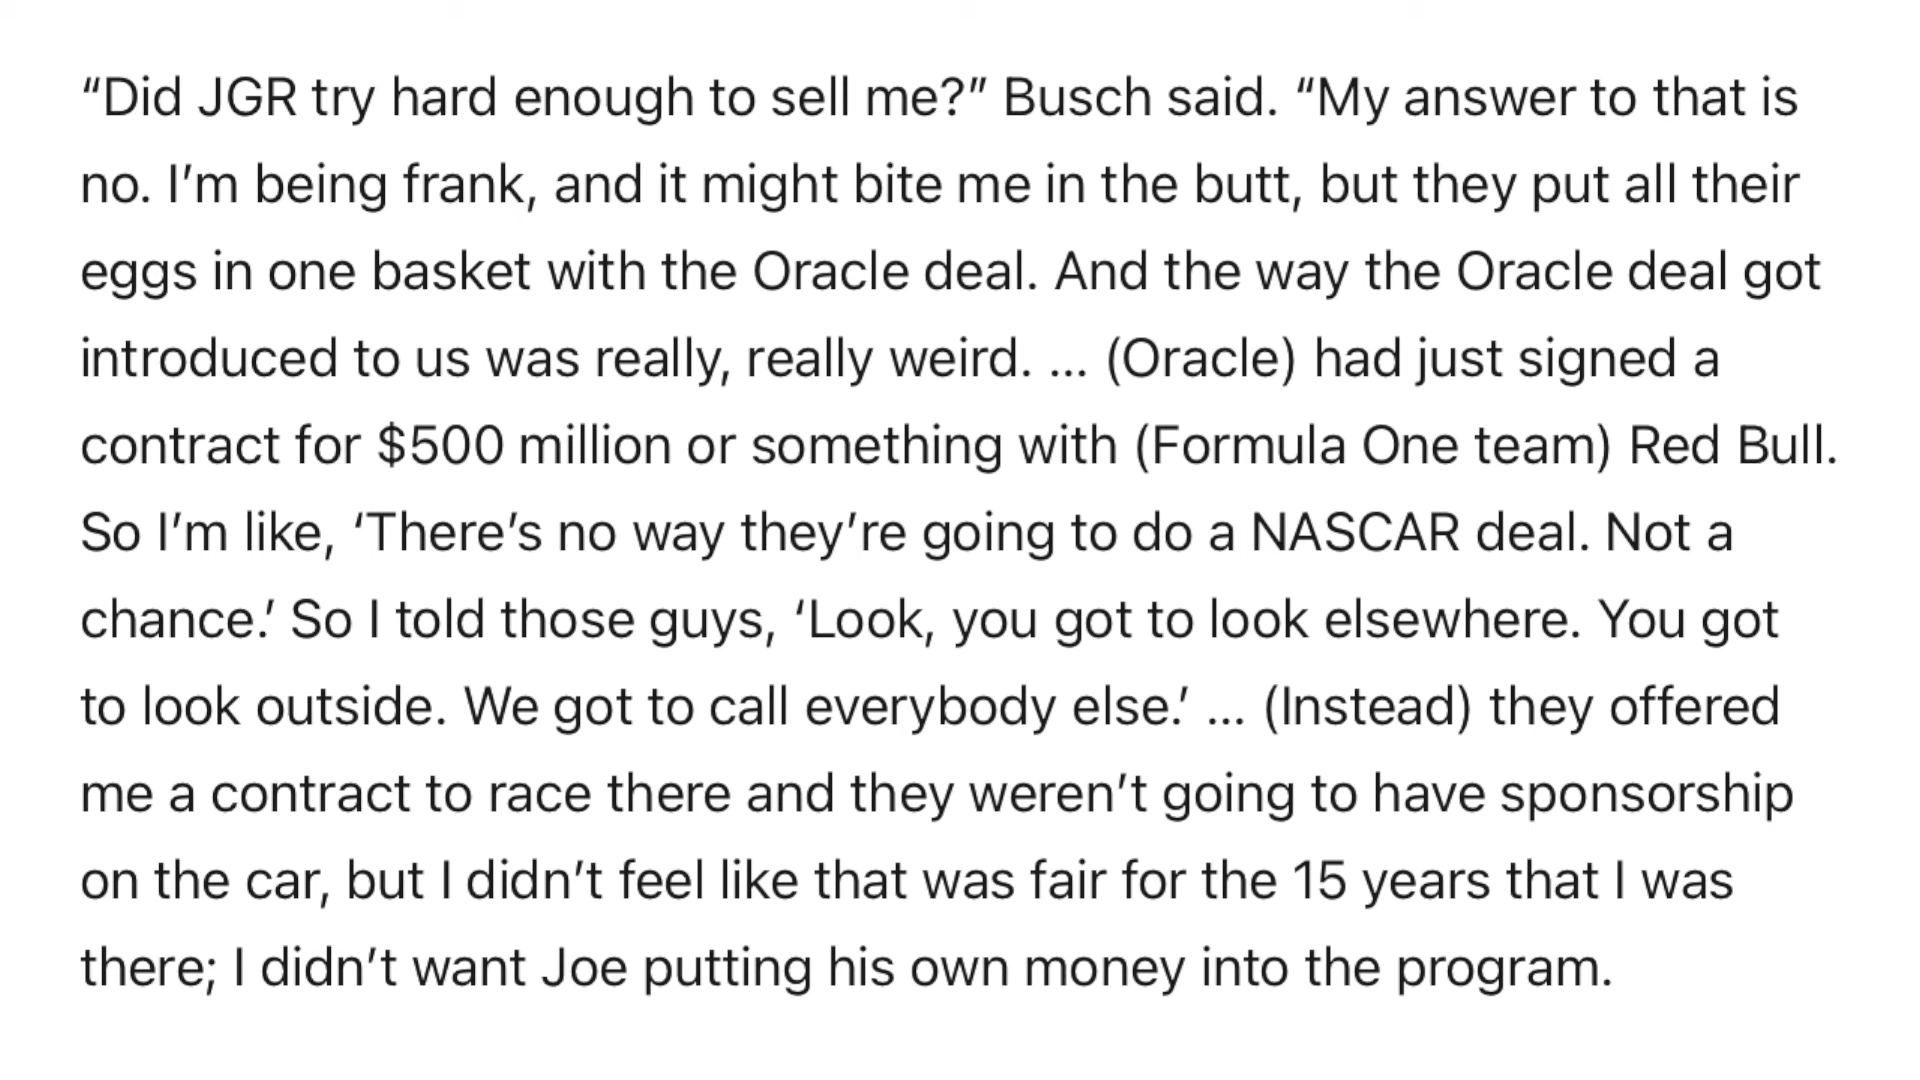 “Did JGR try hard enough to sell me?” Busch said. “My answer to that is
no. I’m being frank, and it might bite me in the butt, but they put all their
eggs in one basket with the Oracle deal. And the way the Oracle deal got
introduced to us was really, really weird. … (Oracle) had just signed a
contract for $500 million or something with (Formula One team) Red Bull.
So I’m like, ‘There’s no way they’re going to do a NASCAR deal. Not a
chance.’ So I told those guys, ‘Look, you got to look elsewhere. You got
to look outside. We got to call everybody else.’ … (Instead) they offered
me a contract to race there and they weren’t going to have sponsorship
on the car, but I didn’t feel like that was fair for the 15 years that I was
there; I didn’t want Joe putting his own money into the program.